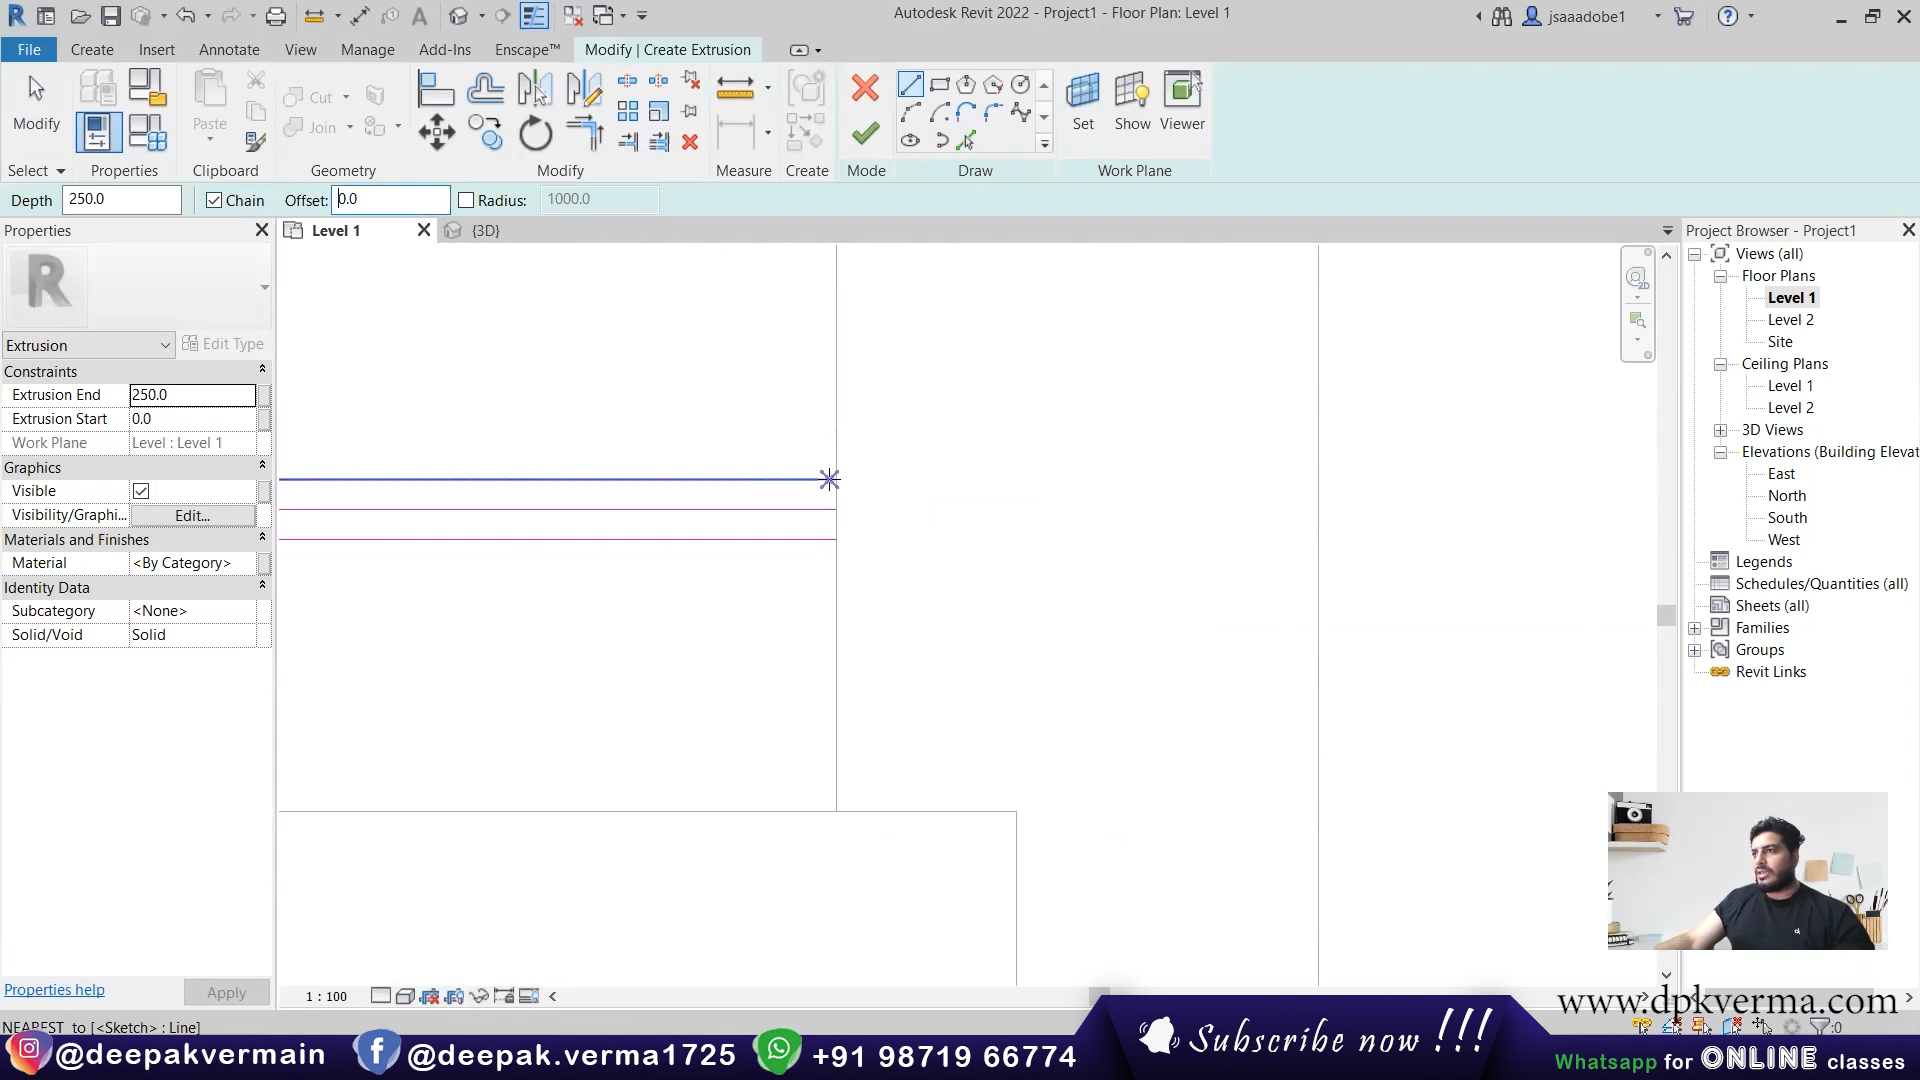 Autodesk Revit 2022 - Project1 - Floor Plan: Level 1
jsaaadobe1
File
Create
Insert
Annotate
View
Manage
Add-Ins
Enscape™
Modify | Create Extrusion
Modify
Paste
Cut
Join
Set
Show
Viewer
Select
Properties
Clipboard
Geometry
Modify
Measure
Create
Mode
Draw
Work Plane
Depth 250.0
Chain
Offset: 0.0
Radius: 1000.0
Properties
Level 1
{3D}
Project Browser - Project1
R
Extrusion
Edit Type
Constraints
Extrusion End 250.0
Extrusion Start 0.0
Work Plane Level : Level 1
Graphics
Visible
Visibility/Graphi... Edit...
Materials and Finishes
Material <By Category>
Identity Data
Subcategory <None>
Solid/Void Solid
Properties help
Apply
2D
Views (all)
Floor Plans
Level 1
Level 2
Site
Ceiling Plans
Level 1
Level 2
3D Views
Elevations (Building Elevat
East
North
South
West
Legends
Schedules/Quantities (all)
Sheets (all)
Families
Groups
Revit Links
1 : 100
NEAREST to [<Sketch> : Line]
:0
www.dpkverma.com
@deepakvermain
@deepak.verma1725
+91 98719 66774
Subscribe now !!!
Whatsapp for ONLINE classes